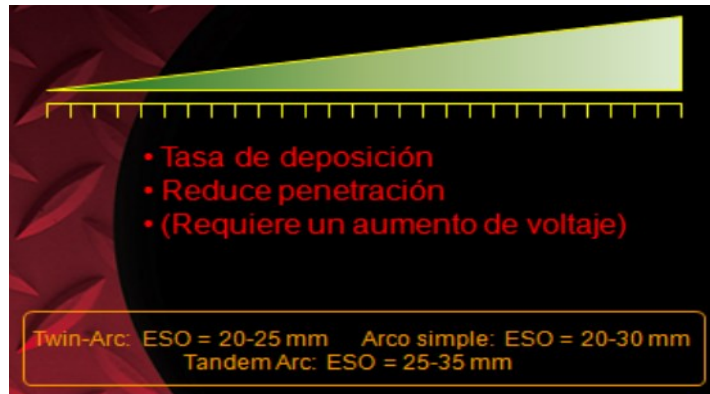 • Tasa de deposición
• Reduce penetración
• (Requiere un aumento de voltaje)
Twin-Arc: ESO = 20-25 mm Arco simple: ESO = 20-30 mm
Tandem Arc: ESO = 25-35 mm